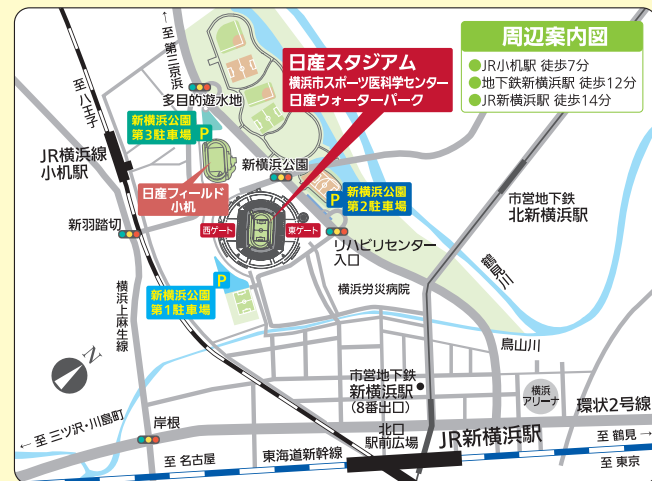 周辺案内図
●JR小机駅 徒歩7分
●地下鉄新横浜駅 徒歩12分
●JR新横浜駅 徒歩14分
日産スタジアム
横浜市スポーツ医科学センター
日産ウォーターパーク
← 至 第三京浜
至 八王子 →
多目的遊水地
新横浜公園
第3駐車場
P
JR横浜線
小机駅
日産フィールド
小机
新横浜公園
P
新横浜公園
第2駐車場
市営地下鉄
北新横浜駅
新羽踏切
西ゲート
東ゲート
リハビリセンター
入口
鶴見川
P
新横浜公園
第1駐車場
横浜労災病院
横浜上麻生線
鳥山川
N
市営地下鉄
新横浜駅
(8番出口)
横浜
アリーナ
環状2号線
← 至 三ツ沢・川島町
岸根
北口
駅前広場
JR新横浜駅
至 鶴見 →
← 至 名古屋
東海道新幹線
→ 至 東京